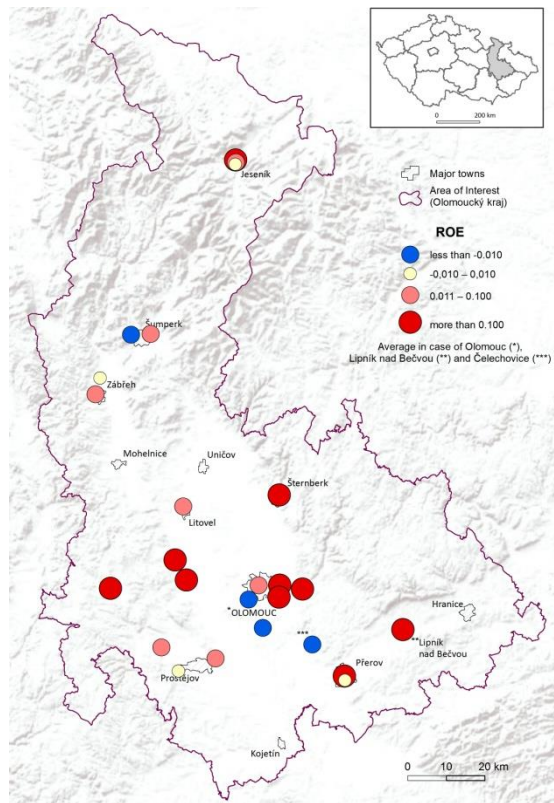 0 200 km
Major towns
Area of Interest
(Olomoucký kraj)
ROE
less than -0.010
-0,010 – 0,010
0.011 – 0.100
more than 0.100
Average in case of Olomouc (*),
Lipník nad Bečvou (**) and Čelechovice (***)
Jeseník
Šumperk
Zábřeh
Mohelnice
Uničov
Šternberk
Litovel
*OLOMOUC
***
Hranice
**Lipník
nad Bečvou
Přerov
Prostějov
Kojetín
0 10 20 km